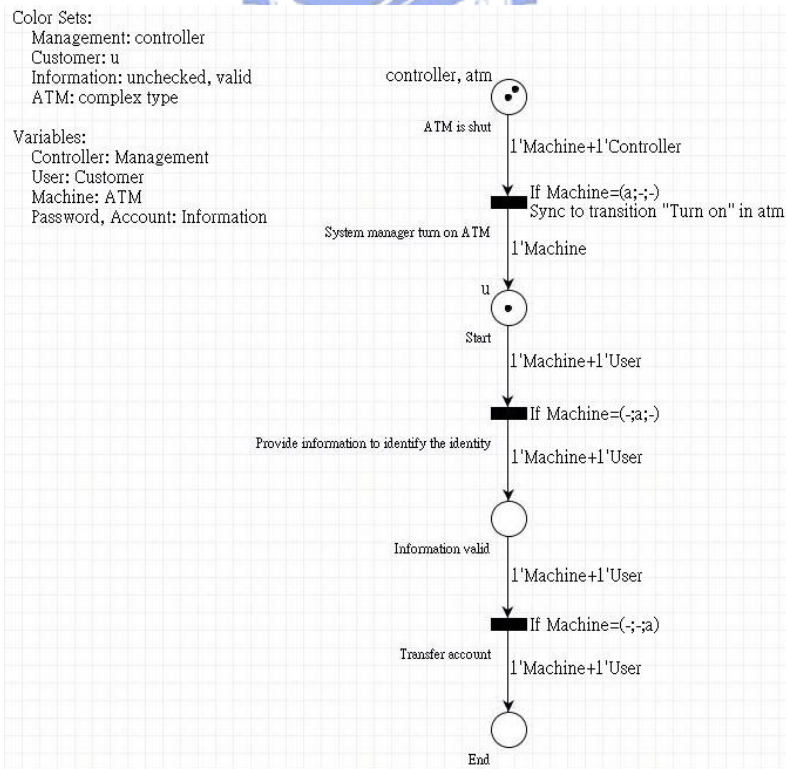 Color Sets:
Management: controller
Customer: u
Information: unchecked, valid
ATM: complex type
Variables:
Controller: Management
User: Customer
Machine: ATM
Password, Account: Information
controller, atm
ATM is shut
1'Machine+1'Controller
If Machine=(a;-;-)
Sync to transition "Turn on" in atm
System manager turn on ATM
1'Machine
u
Start
1'Machine+1'User
If Machine=(-;a;-)
Provide information to identify the identity
1'Machine+1'User
Information valid
1'Machine+1'User
If Machine=(-;-;a)
Transfer account
1'Machine+1'User
End